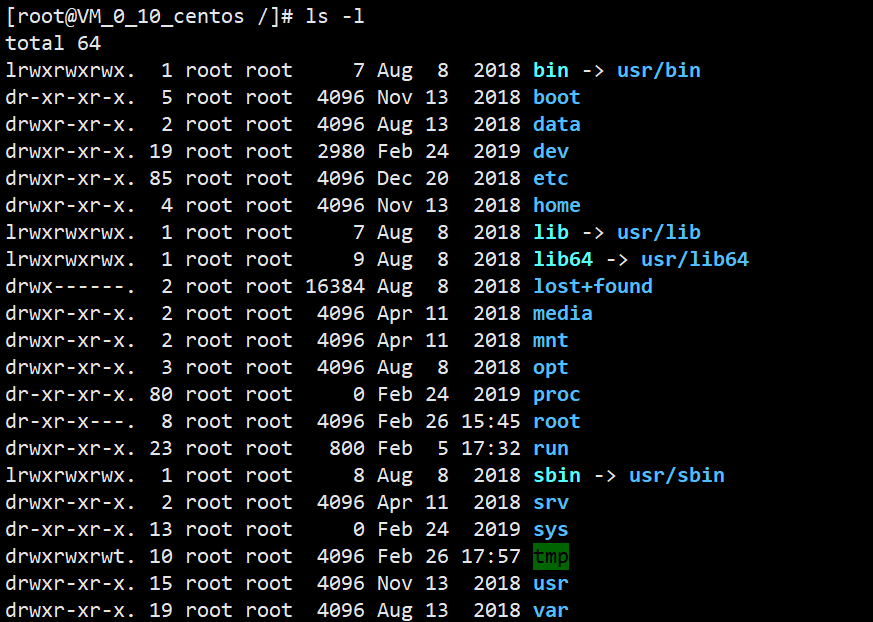 [root@VM_0_10_centos /]# ls -l
total 64
lrwxrwxrwx.  1 root root     7 Aug  8  2018 bin -> usr/bin
dr-xr-xr-x.  5 root root  4096 Nov 13  2018 boot
drwxr-xr-x.  2 root root  4096 Aug 13  2018 data
drwxr-xr-x. 19 root root  2980 Feb 24  2019 dev
drwxr-xr-x. 85 root root  4096 Dec 20  2018 etc
drwxr-xr-x.  4 root root  4096 Nov 13  2018 home
lrwxrwxrwx.  1 root root     7 Aug  8  2018 lib -> usr/lib
lrwxrwxrwx.  1 root root     9 Aug  8  2018 lib64 -> usr/lib64
drwx------.  2 root root 16384 Aug  8  2018 lost+found
drwxr-xr-x.  2 root root  4096 Apr 11  2018 media
drwxr-xr-x.  2 root root  4096 Apr 11  2018 mnt
drwxr-xr-x.  3 root root  4096 Aug  8  2018 opt
dr-xr-xr-x. 80 root root     0 Feb 24  2019 proc
dr-xr-x---.  8 root root  4096 Feb 26 15:45 root
drwxr-xr-x. 23 root root   800 Feb  5 17:32 run
lrwxrwxrwx.  1 root root     8 Aug  8  2018 sbin -> usr/sbin
drwxr-xr-x.  2 root root  4096 Apr 11  2018 srv
dr-xr-xr-x. 13 root root     0 Feb 24  2019 sys
drwxrwxrwt. 10 root root  4096 Feb 26 17:57 tmp
drwxr-xr-x. 15 root root  4096 Nov 13  2018 usr
drwxr-xr-x. 19 root root  4096 Aug 13  2018 var